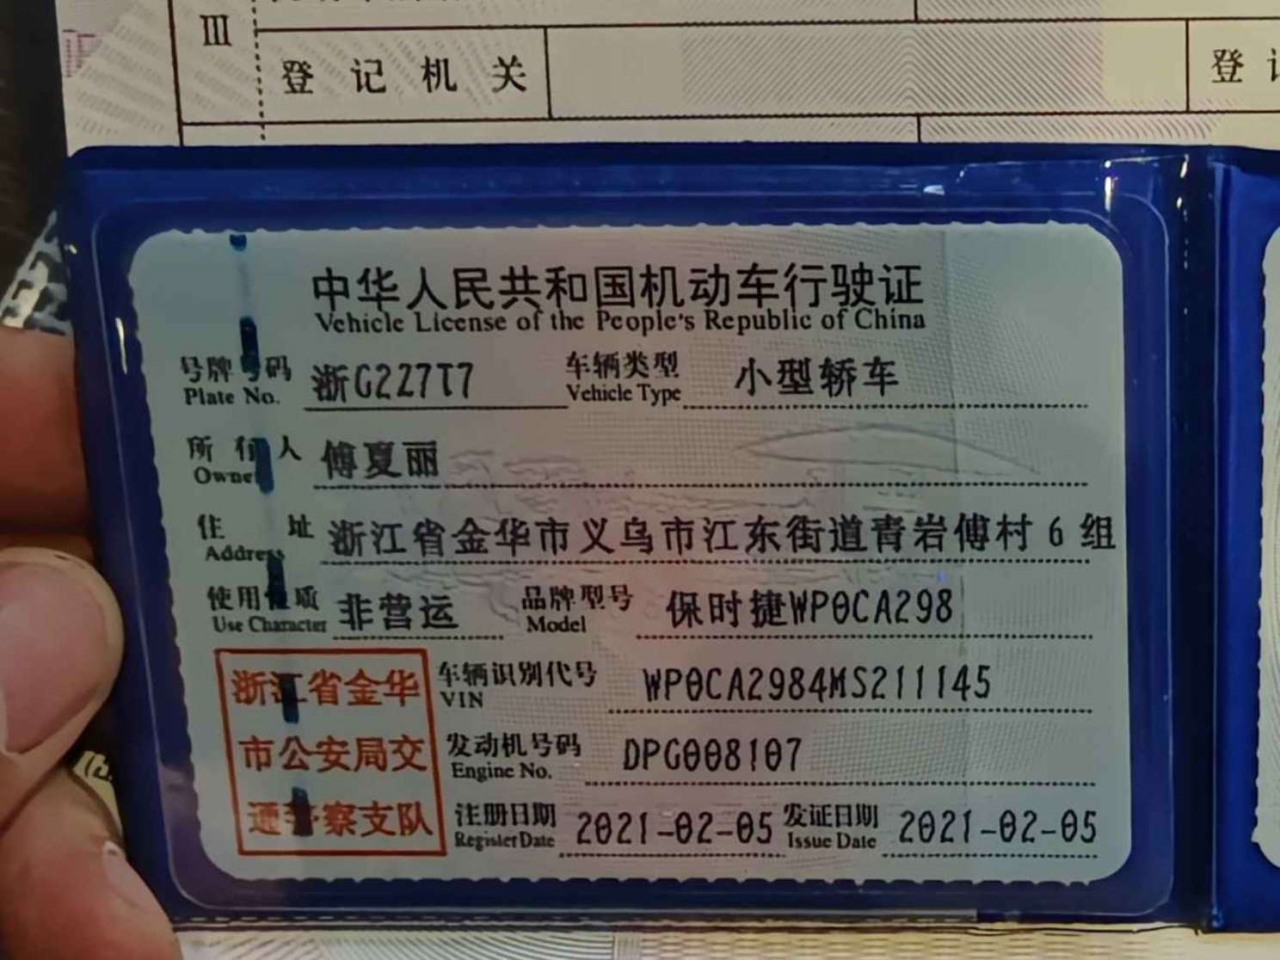 III
登记机关
登
中华人民共和国机动车行驶证
Vehicle License of the People's Republic of China
号牌号码 浙G2Z7T7 车辆类型 小型轿车
Plate No. Vehicle Type
所有人 傅夏丽
Owner
住址 浙江省金华市义乌市江东街道青岩傅村6组
Address
使用性质 非营运 品牌型号 保时捷WP0CA298
Use Character Model
浙江省金华
市公安局交
通警察支队
车辆识别代号 WP0CA2984MS211145
VIN
发动机号码 DPG008107
Engine No.
注册日期 2021-02-05 发证日期 2021-02-05
Register Date Issue Date